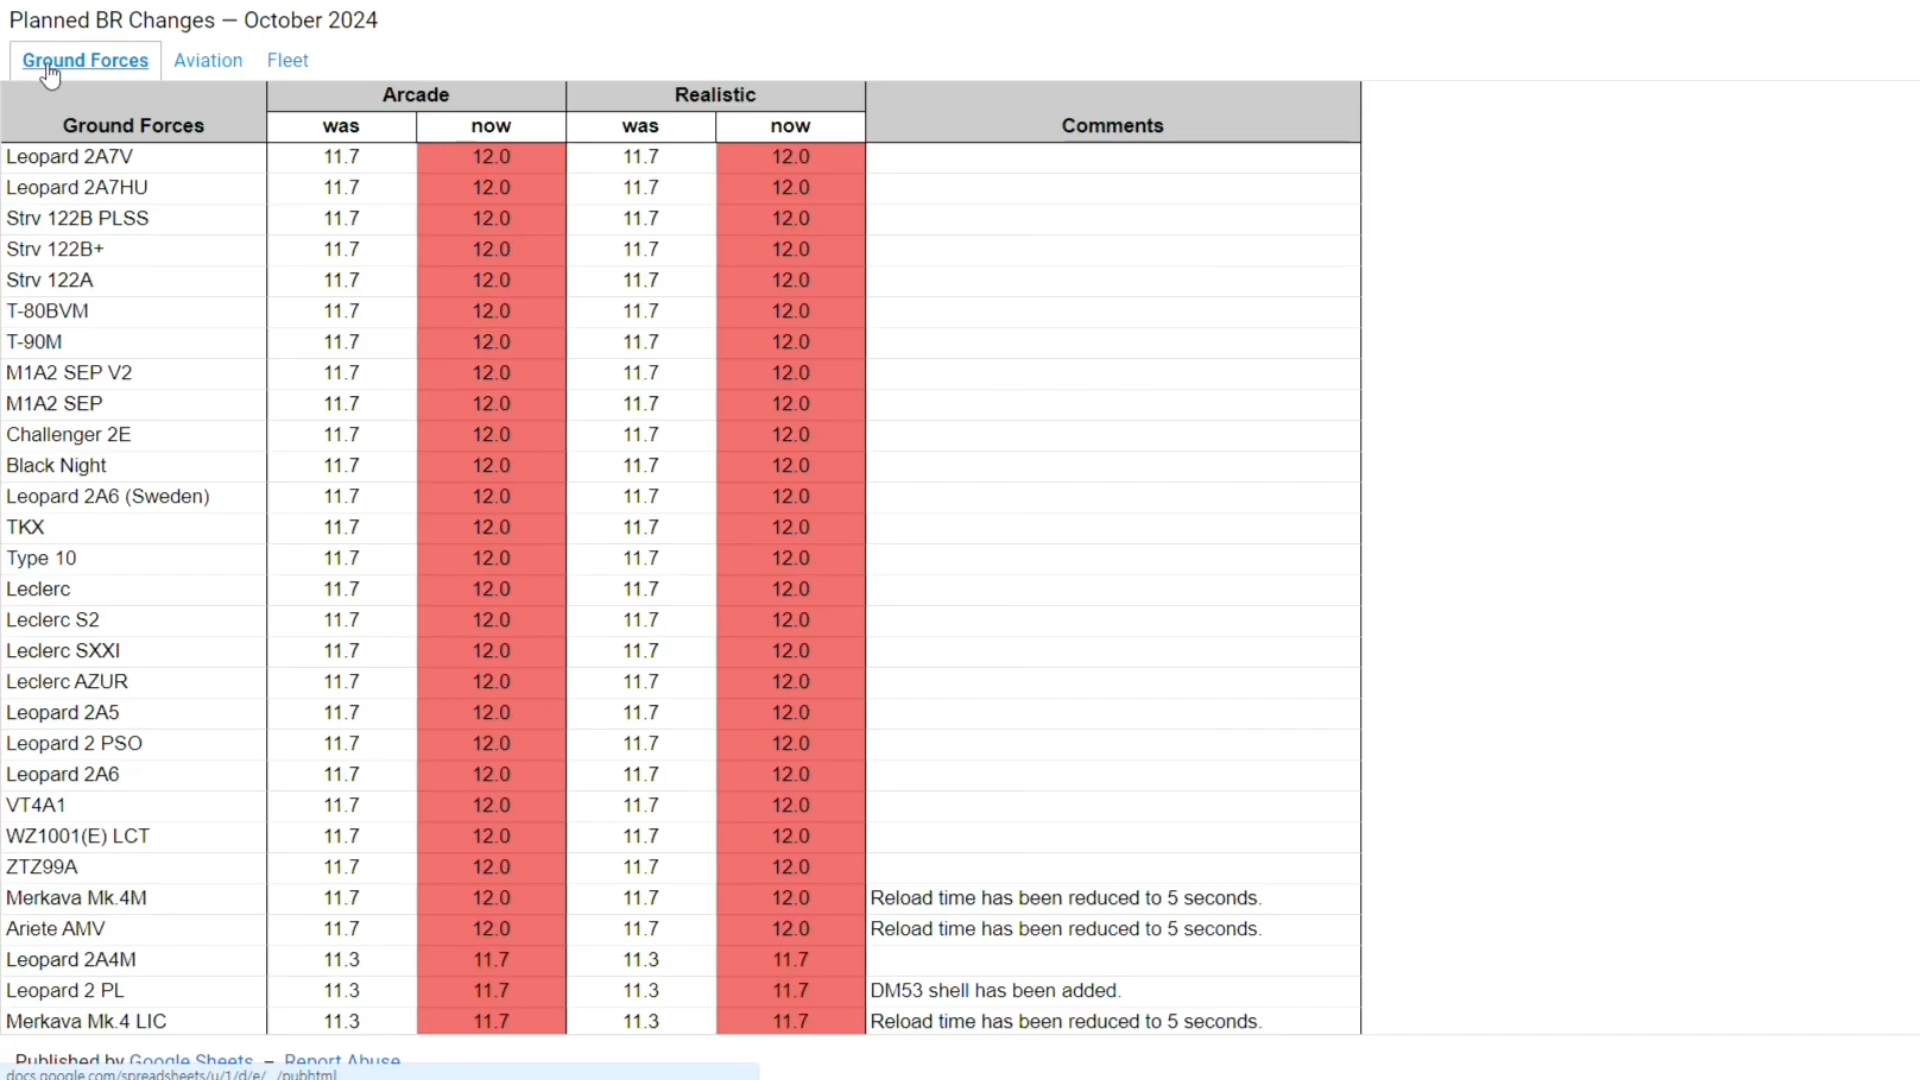 Planned BR Changes — October 2024
Ground Forces Aviation Fleet
Arcade Realistic
Ground Forces was now was now Comments
Leopard 2A7V 11.7 12.0 11.7 12.0
Leopard 2A7HU 11.7 12.0 11.7 12.0
Strv 122B PLSS 11.7 12.0 11.7 12.0
Strv 122B+ 11.7 12.0 11.7 12.0
Strv 122A 11.7 12.0 11.7 12.0
T-80BVM 11.7 12.0 11.7 12.0
T-90M 11.7 12.0 11.7 12.0
M1A2 SEP V2 11.7 12.0 11.7 12.0
M1A2 SEP 11.7 12.0 11.7 12.0
Challenger 2E 11.7 12.0 11.7 12.0
Black Night 11.7 12.0 11.7 12.0
Leopard 2A6 (Sweden) 11.7 12.0 11.7 12.0
TKX 11.7 12.0 11.7 12.0
Type 10 11.7 12.0 11.7 12.0
Leclerc 11.7 12.0 11.7 12.0
Leclerc S2 11.7 12.0 11.7 12.0
Leclerc SXXI 11.7 12.0 11.7 12.0
Leclerc AZUR 11.7 12.0 11.7 12.0
Leopard 2A5 11.7 12.0 11.7 12.0
Leopard 2 PSO 11.7 12.0 11.7 12.0
Leopard 2A6 11.7 12.0 11.7 12.0
VT4A1 11.7 12.0 11.7 12.0
WZ1001(E) LCT 11.7 12.0 11.7 12.0
ZTZ99A 11.7 12.0 11.7 12.0
Merkava Mk.4M 11.7 12.0 11.7 12.0 Reload time has been reduced to 5 seconds.
Ariete AMV 11.7 12.0 11.7 12.0 Reload time has been reduced to 5 seconds.
Leopard 2A4M 11.3 11.7 11.3 11.7
Leopard 2 PL 11.3 11.7 11.3 11.7 DM53 shell has been added.
Merkava Mk.4 LIC 11.3 11.7 11.3 11.7 Reload time has been reduced to 5 seconds.
Published by Google Sheets – Report Abuse
docs.google.com/spreadsheets/u/1/d/e/.../pubhtml